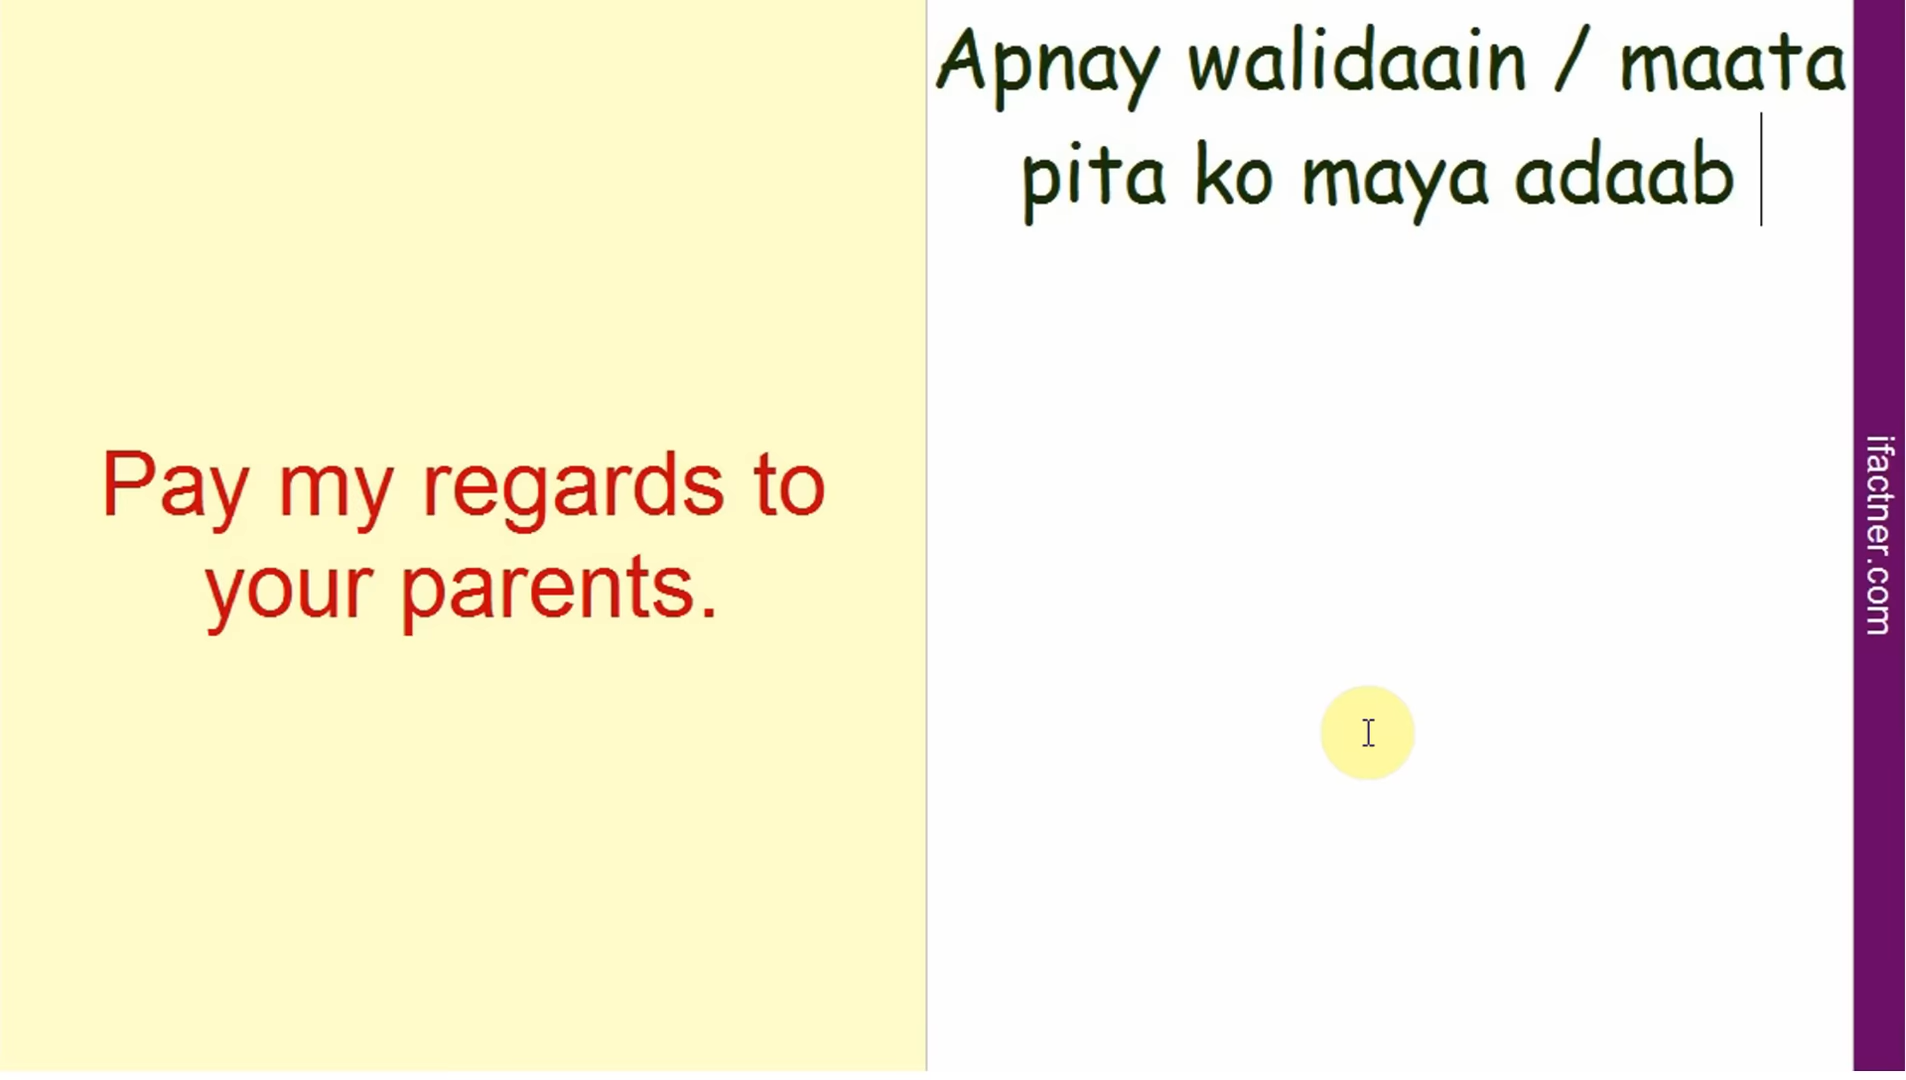 Pay my regards to
your parents.
Apnay walidaain / maata
pita ko maya adaab
ifactner.com